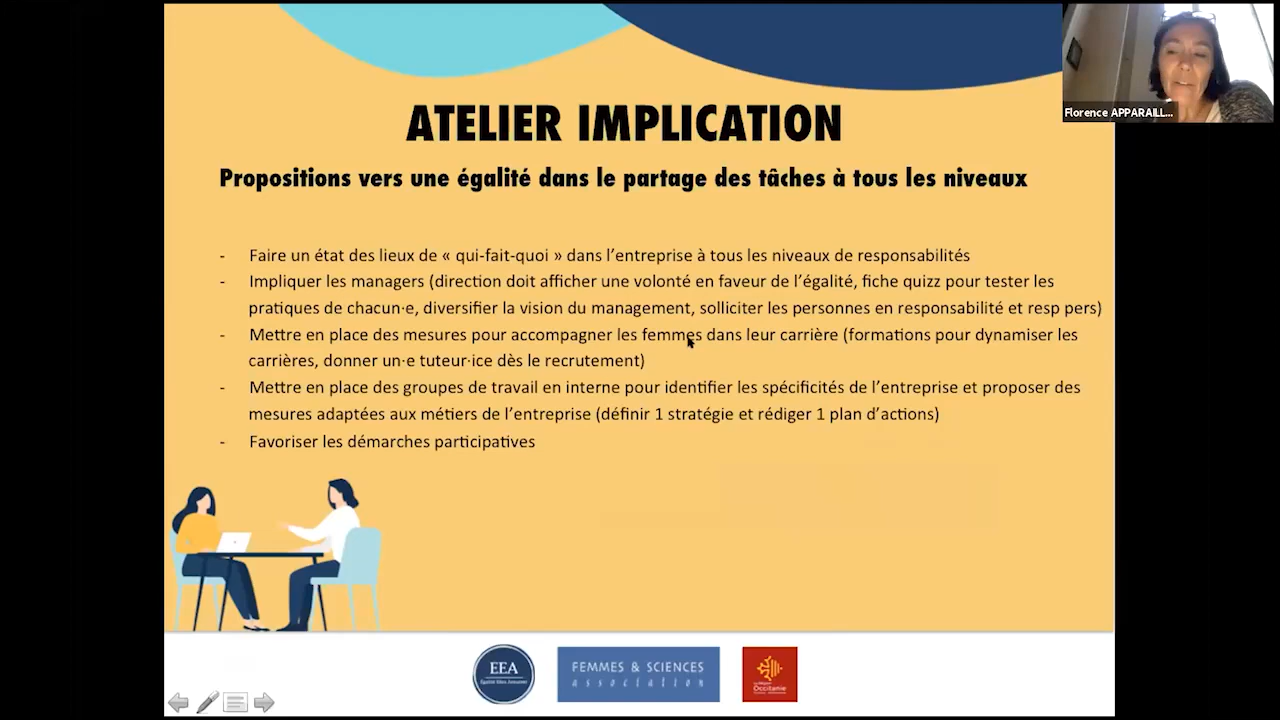 ATELIER IMPLICATION
Florence APPARAILL...
Propositions vers une égalité dans le partage des tâches à tous les niveaux
- Faire un état des lieux de « qui-fait-quoi » dans l'entreprise à tous les niveaux de responsabilités
- Impliquer les managers (direction doit afficher une volonté en faveur de l'égalité, fiche quizz pour tester les
pratiques de chacun·e, diversifier la vision du management, solliciter les personnes en responsabilité et resp pers)
- Mettre en place des mesures pour accompagner les femmes dans leur carrière (formations pour dynamiser les
carrières, donner un·e tuteur·ice dès le recrutement)
- Mettre en place des groupes de travail en interne pour identifier les spécificités de l'entreprise et proposer des
mesures adaptées aux métiers de l'entreprise (définir 1 stratégie et rédiger 1 plan d'actions)
- Favoriser les démarches participatives
EEA
FEMMES & SCIENCES
association
Occitanie